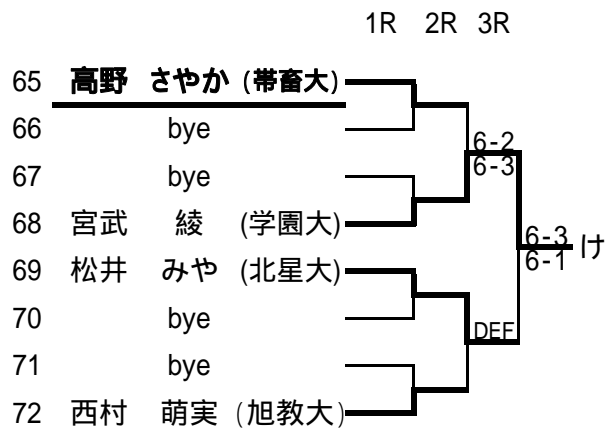 1R 2R 3R
65 高野 さやか (帯畜大)
66 bye
6-2
67 bye
6-3
68 宮武 綾 (学園大)
6-3
け
6-1
69 松井 みや (北星大)
70 bye
DEF
71 bye
72 西村 萌実 (旭教大)